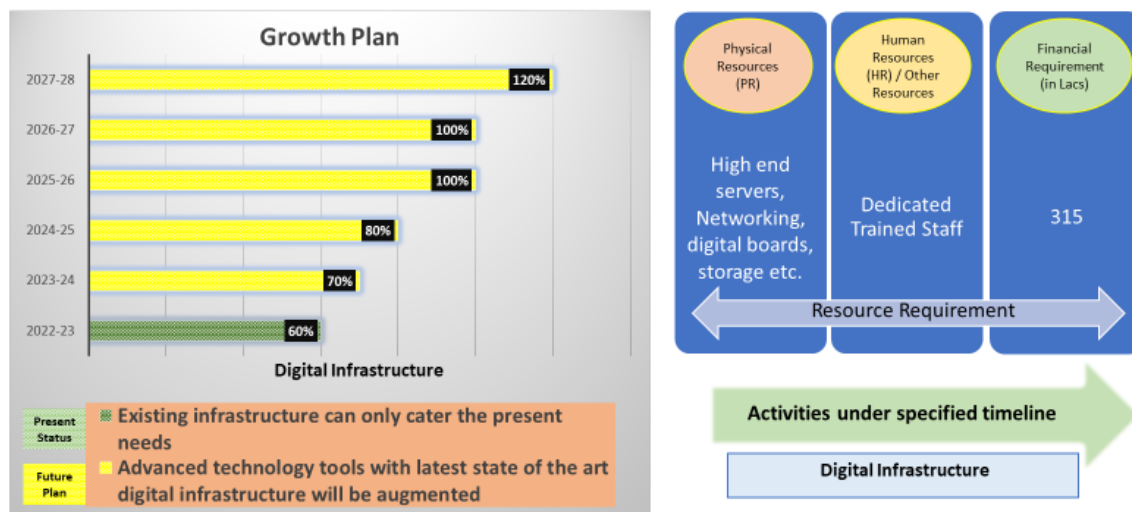 Growth Plan
2027-28
120%
2026-27
100%
2025-26
100%
2024-25
80%
2023-24
70%
2022-23
60%
Digital Infrastructure
Present
Status
Existing infrastructure can only cater the present
needs
Future
Plan
Advanced technology tools with latest state of the art
digital infrastructure will be augmented
Physical
Resources
(PR)
High end
servers,
Networking,
digital boards,
storage etc.
Human
Resources
(HR) / Other
Resources
Dedicated
Trained Staff
Financial
Requirement
(in Lacs)
315
Resource Requirement
Activities under specified timeline
Digital Infrastructure